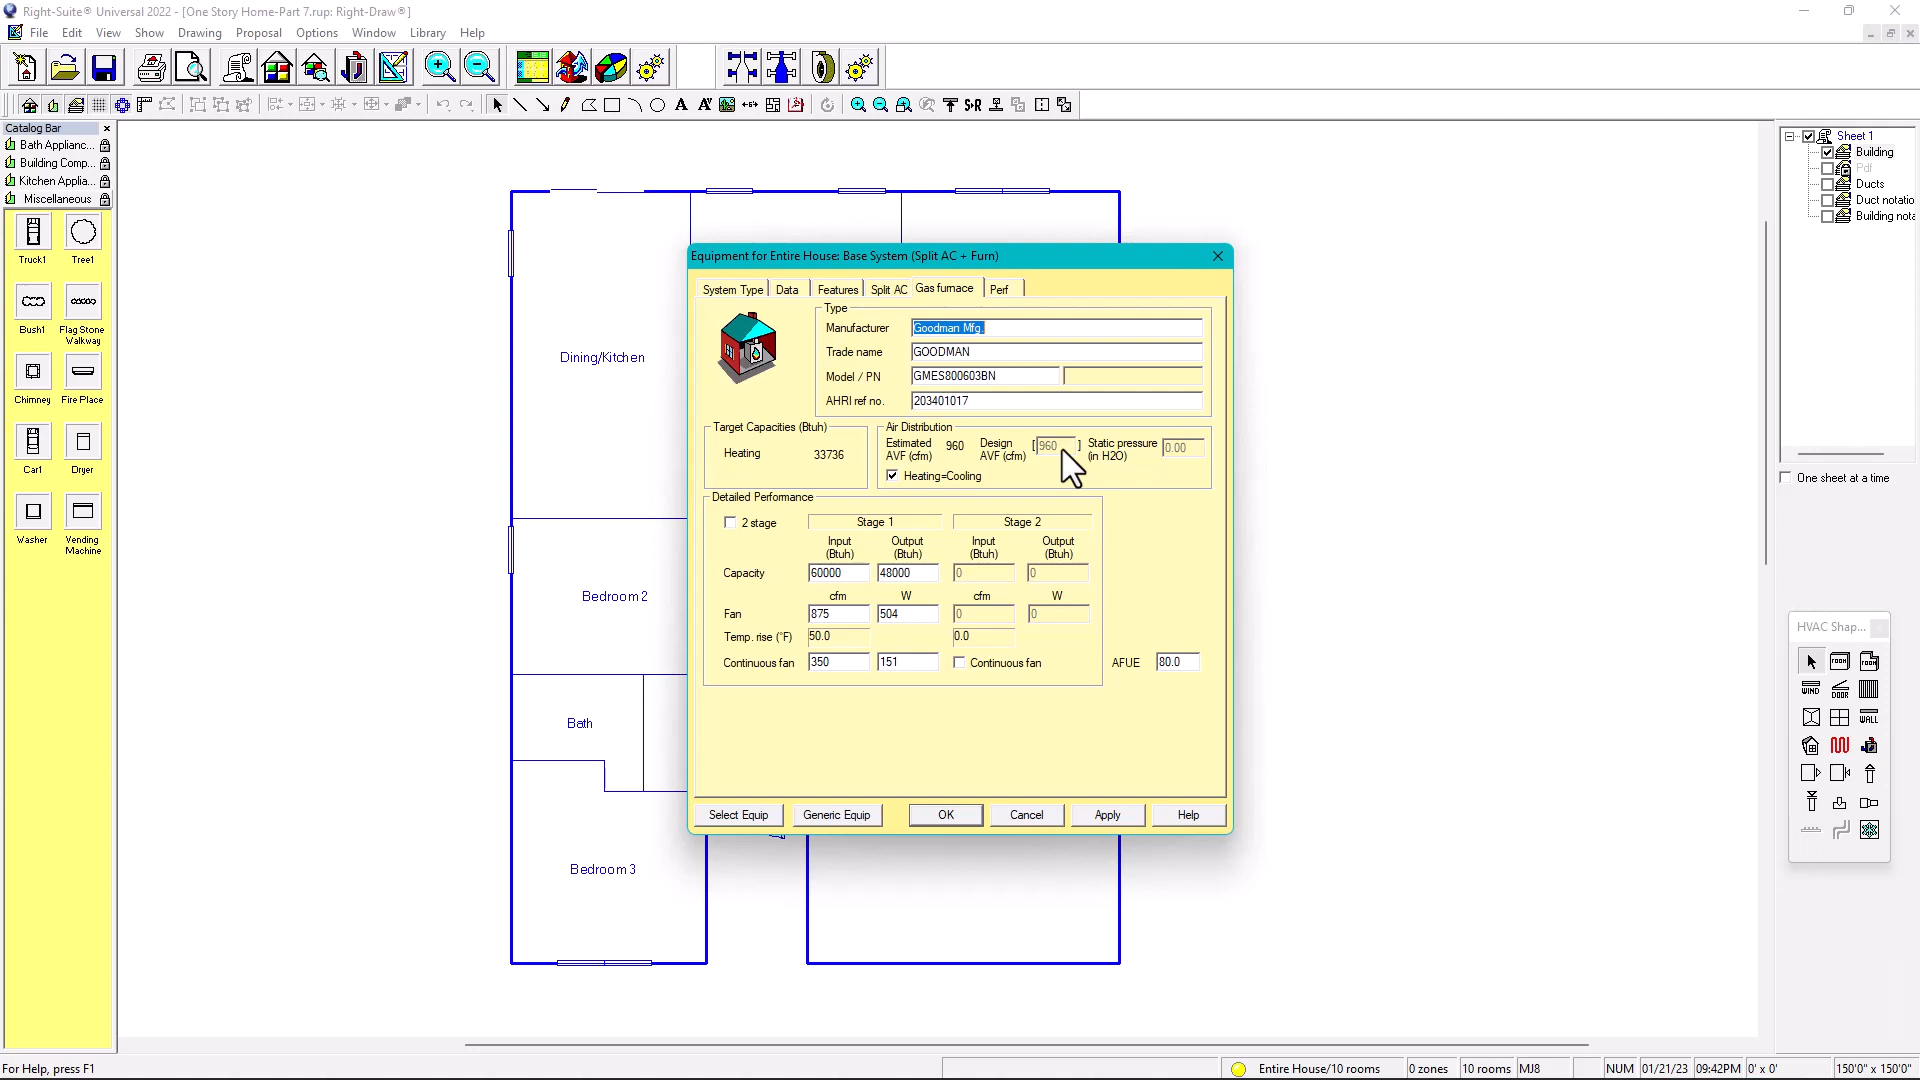 Right-Suite® Universal 2022 - [One Story Home-Part 7.rup: Right-Draw®]
File Edit View Show Drawing Proposal Options Window Library Help
A S•R
Catalog Bar
Bath Applianc...
Building Comp...
Kitchen Applia...
Miscellaneous
Truck1 Tree1
Bush1 Flag Stone Walkway
Chimney Fire Place
Car1 Dryer
Washer Vending Machine
Dining/Kitchen
Bedroom 2
Bath
Bedroom 3
Equipment for Entire House: Base System (Split AC + Furn)
System Type Data Features Split AC Gas furnace Perf
Type
Manufacturer Goodman Mfg.
Trade name GOODMAN
Model / PN GMES800603BN
AHRI ref no. 203401017
Target Capacities (Btuh)
Heating 33736
Air Distribution
Estimated AVF (cfm) 960 Design AVF (cfm) [960 ] Static pressure (in H2O) 0.00
Heating=Cooling
Detailed Performance
2 stage Stage 1 Stage 2
Input (Btuh) Output (Btuh) Input (Btuh) Output (Btuh)
Capacity 60000 48000 0 0
cfm W cfm W
Fan 875 504 0 0
Temp. rise (°F) 50.0 0.0
Continuous fan 350 151 Continuous fan AFUE 80.0
Select Equip Generic Equip OK Cancel Apply Help
Sheet 1
Building
Pdf
Ducts
Duct notatio
Building nota
One sheet at a time
HVAC Shap...
ROOM ROOM
WIND DOOR
WALL
For Help, press F1
Entire House/10 rooms 0 zones 10 rooms MJ8 NUM 01/21/23 09:42PM 0' x 0' 150'0" x 150'0"